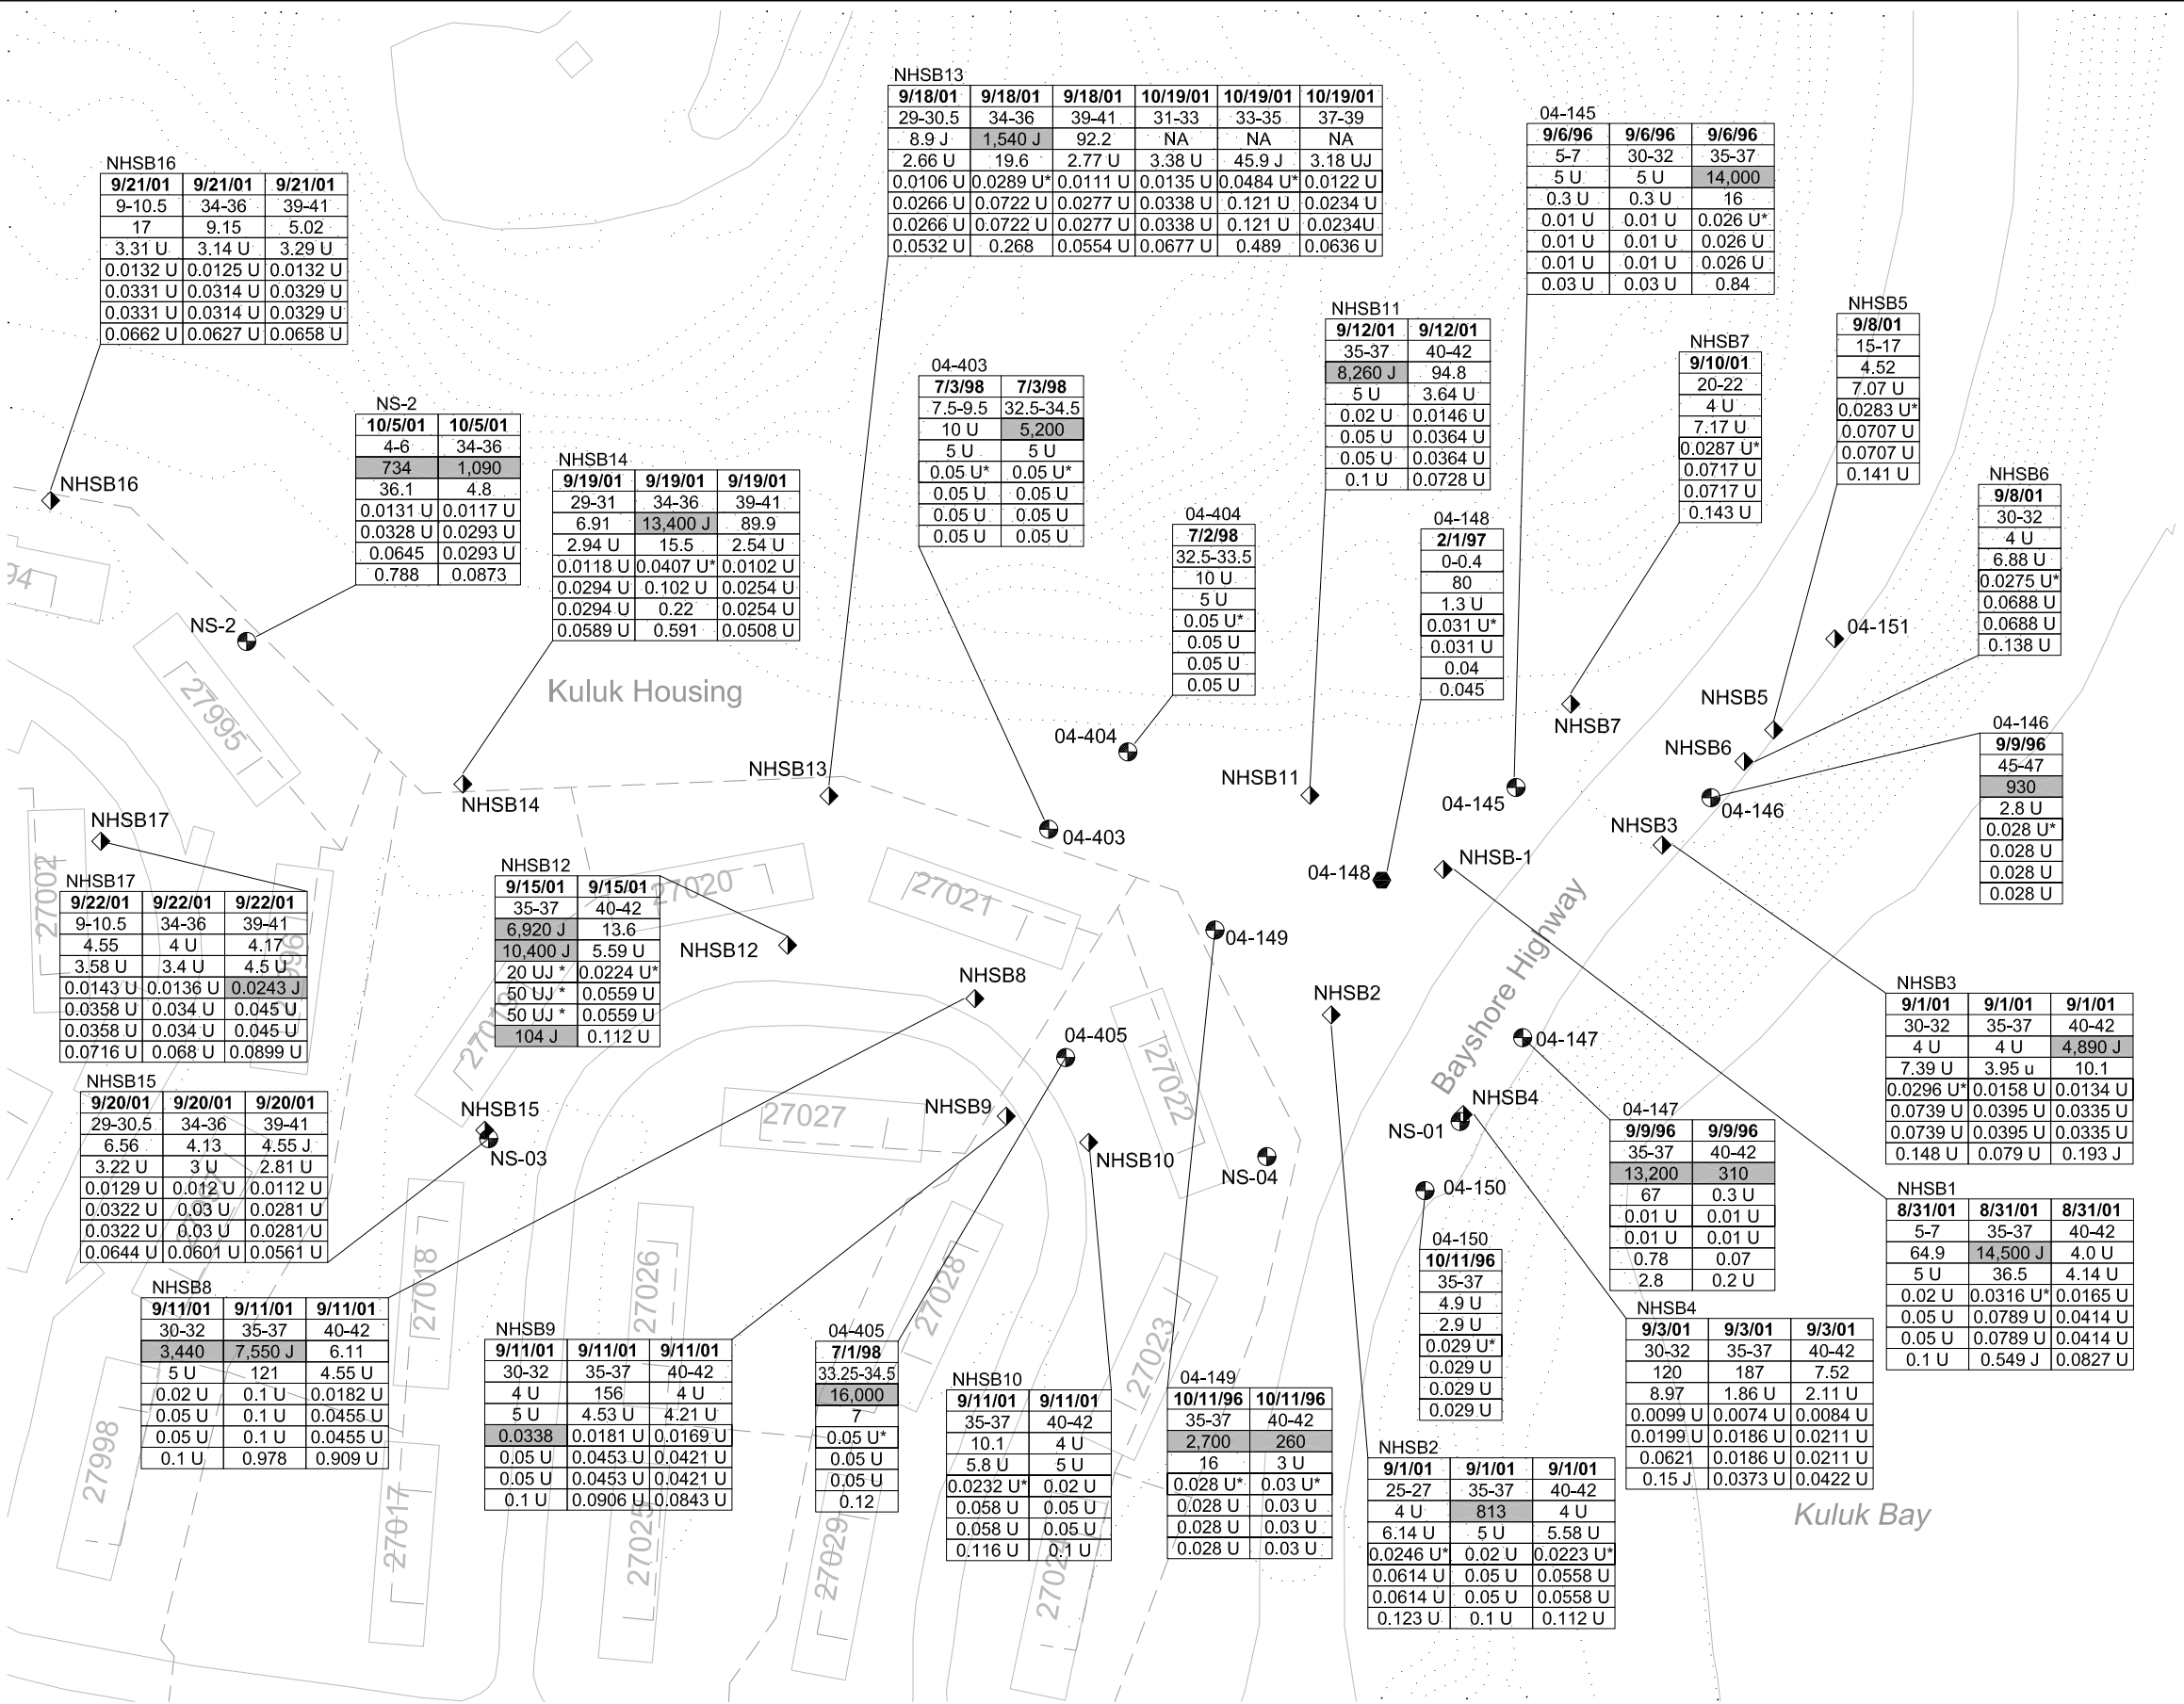 NHSB13
9/18/01 9/18/01 9/18/01 10/19/01 10/19/01 10/19/01
29-30.5 34-36 39-41 31-33 33-35 37-39
8.9 J 1,540 J 92.2 NA NA NA
2.66 U 19.6 2.77 U 3.38 U 45.9 J 3.18 UJ
0.0106 U 0.0289 U* 0.0111 U 0.0135 U 0.0484 U* 0.0122 U
0.0266 U 0.0722 U 0.0277 U 0.0338 U 0.121 U 0.0234 U
0.0266 U 0.0722 U 0.0277 U 0.0338 U 0.121 U 0.0234U
0.0532 U 0.268 0.0554 U 0.0677 U 0.489 0.0636 U
04-145
9/6/96 9/6/96 9/6/96
5-7 30-32 35-37
5 U 5 U 14,000
0.3 U 0.3 U 16
0.01 U 0.01 U 0.026 U*
0.01 U 0.01 U 0.026 U
0.01 U 0.01 U 0.026 U
0.03 U 0.03 U 0.84
NHSB16
9/21/01 9/21/01 9/21/01
9-10.5 34-36 39-41
17 9.15 5.02
3.31 U 3.14 U 3.29 U
0.0132 U 0.0125 U 0.0132 U
0.0331 U 0.0314 U 0.0329 U
0.0331 U 0.0314 U 0.0329 U
0.0662 U 0.0627 U 0.0658 U
NHSB11
9/12/01 9/12/01
35-37 40-42
8,260 J 94.8
5 U 3.64 U
0.02 U 0.0146 U
0.05 U 0.0364 U
0.05 U 0.0364 U
0.1 U 0.0728 U
NHSB5
9/8/01
15-17
4.52
7.07 U
0.0283 U*
0.0707 U
0.0707 U
0.141 U
NHSB7
9/10/01
20-22
4 U
7.17 U
0.0287 U*
0.0717 U
0.0717 U
0.143 U
04-403
7/3/98 7/3/98
7.5-9.5 32.5-34.5
10 U 5,200
5 U 5 U
0.05 U* 0.05 U*
0.05 U 0.05 U
0.05 U 0.05 U
0.05 U 0.05 U
NS-2
10/5/01 10/5/01
4-6 34-36
734 1,090
36.1 4.8
0.0131 U 0.0117 U
0.0328 U 0.0293 U
0.0645 0.0293 U
0.788 0.0873
NHSB14
9/19/01 9/19/01 9/19/01
29-31 34-36 39-41
6.91 13,400 J 89.9
2.94 U 15.5 2.54 U
0.0118 U 0.0407 U* 0.0102 U
0.0294 U 0.102 U 0.0254 U
0.0294 U 0.22 0.0254 U
0.0589 U 0.591 0.0508 U
NHSB6
9/8/01
30-32
4 U
6.88 U
0.0275 U*
0.0688 U
0.0688 U
0.138 U
04-404
7/2/98
32.5-33.5
10 U
5 U
0.05 U*
0.05 U
0.05 U
0.05 U
04-148
2/1/97
0-0.4
80
1.3 U
0.031 U*
0.031 U
0.04
0.045
NHSB16
94
NS-2
27995
Kuluk Housing
04-151
NHSB5
NHSB7
NHSB6
04-404
NHSB13
NHSB11
NHSB14
04-145
04-146
04-146
9/9/96
45-47
930
2.8 U
0.028 U*
0.028 U
0.028 U
0.028 U
NHSB17
04-403
NHSB3
NHSB-1
04-148
27002
27996
27020
27021
NHSB17
9/22/01 9/22/01 9/22/01
9-10.5 34-36 39-41
4.55 4 U 4.17
3.58 U 3.4 U 4.5 U
0.0143 U 0.0136 U 0.0243 J
0.0358 U 0.034 U 0.045 U
0.0358 U 0.034 U 0.045 U
0.0716 U 0.068 U 0.0899 U
NHSB12
9/15/01 9/15/01
35-37 40-42
6,920 J 13.6
10,400 J 5.59 U
20 UJ * 0.0224 U*
50 UJ * 0.0559 U
50 UJ * 0.0559 U
104 J 0.112 U
NHSB12
04-149
NHSB8
NHSB2
Bayshore Highway
04-405
04-147
27022
NHSB3
9/1/01 9/1/01 9/1/01
30-32 35-37 40-42
4 U 4 U 4,890 J
7.39 U 3.95 u 10.1
0.0296 U* 0.0158 U 0.0134 U
0.0739 U 0.0395 U 0.0335 U
0.0739 U 0.0395 U 0.0335 U
0.148 U 0.079 U 0.193 J
NHSB15
9/20/01 9/20/01 9/20/01
29-30.5 34-36 39-41
6.56 4.13 4.55 J
3.22 U 3 U 2.81 U
0.0129 U 0.012 U 0.0112 U
0.0322 U 0.03 U 0.0281 U
0.0322 U 0.03 U 0.0281 U
0.0644 U 0.0601 U 0.0561 U
NHSB15
NS-03
27027
NHSB9
NHSB10
NS-04
NHSB4
NS-01
04-150
04-147
9/9/96 9/9/96
35-37 40-42
13,200 310
67 0.3 U
0.01 U 0.01 U
0.01 U 0.01 U
0.78 0.07
2.8 0.2 U
NHSB1
8/31/01 8/31/01 8/31/01
5-7 35-37 40-42
64.9 14,500 J 4.0 U
5 U 36.5 4.14 U
0.02 U 0.0316 U* 0.0165 U
0.05 U 0.0789 U 0.0414 U
0.05 U 0.0789 U 0.0414 U
0.1 U 0.549 J 0.0827 U
04-150
10/11/96
35-37
4.9 U
2.9 U
0.029 U*
0.029 U
0.029 U
0.029 U
27018
27026
27028
27023
NHSB8
9/11/01 9/11/01 9/11/01
30-32 35-37 40-42
3,440 7,550 J 6.11
5 U 121 4.55 U
0.02 U 0.1 U 0.0182 U
0.05 U 0.1 U 0.0455 U
0.05 U 0.1 U 0.0455 U
0.1 U 0.978 0.909 U
NHSB9
9/11/01 9/11/01 9/11/01
30-32 35-37 40-42
4 U 156 4 U
5 U 4.53 U 4.21 U
0.0338 0.0181 U 0.0169 U
0.05 U 0.0453 U 0.0421 U
0.05 U 0.0453 U 0.0421 U
0.1 U 0.0906 U 0.0843 U
04-405
7/1/98
33.25-34.5
16,000
7
0.05 U*
0.05 U
0.05 U
0.12
NHSB10
9/11/01 9/11/01
35-37 40-42
10.1 4 U
5.8 U 5 U
0.0232 U* 0.02 U
0.058 U 0.05 U
0.058 U 0.05 U
0.116 U 0.1 U
04-149
10/11/96 10/11/96
35-37 40-42
2,700 260
16 3 U
0.028 U* 0.03 U*
0.028 U 0.03 U
0.028 U 0.03 U
0.028 U 0.03 U
NHSB4
9/3/01 9/3/01 9/3/01
30-32 35-37 40-42
120 187 7.52
8.97 1.86 U 2.11 U
0.0099 U 0.0074 U 0.0084 U
0.0199 U 0.0186 U 0.0211 U
0.0621 0.0186 U 0.0211 U
0.15 J 0.0373 U 0.0422 U
NHSB2
9/1/01 9/1/01 9/1/01
25-27 35-37 40-42
4 U 813 4 U
6.14 U 5 U 5.58 U
0.0246 U* 0.02 U 0.0223 U*
0.0614 U 0.05 U 0.0558 U
0.0614 U 0.05 U 0.0558 U
0.123 U 0.1 U 0.112 U
Kuluk Bay
27998
27017
27025
27029